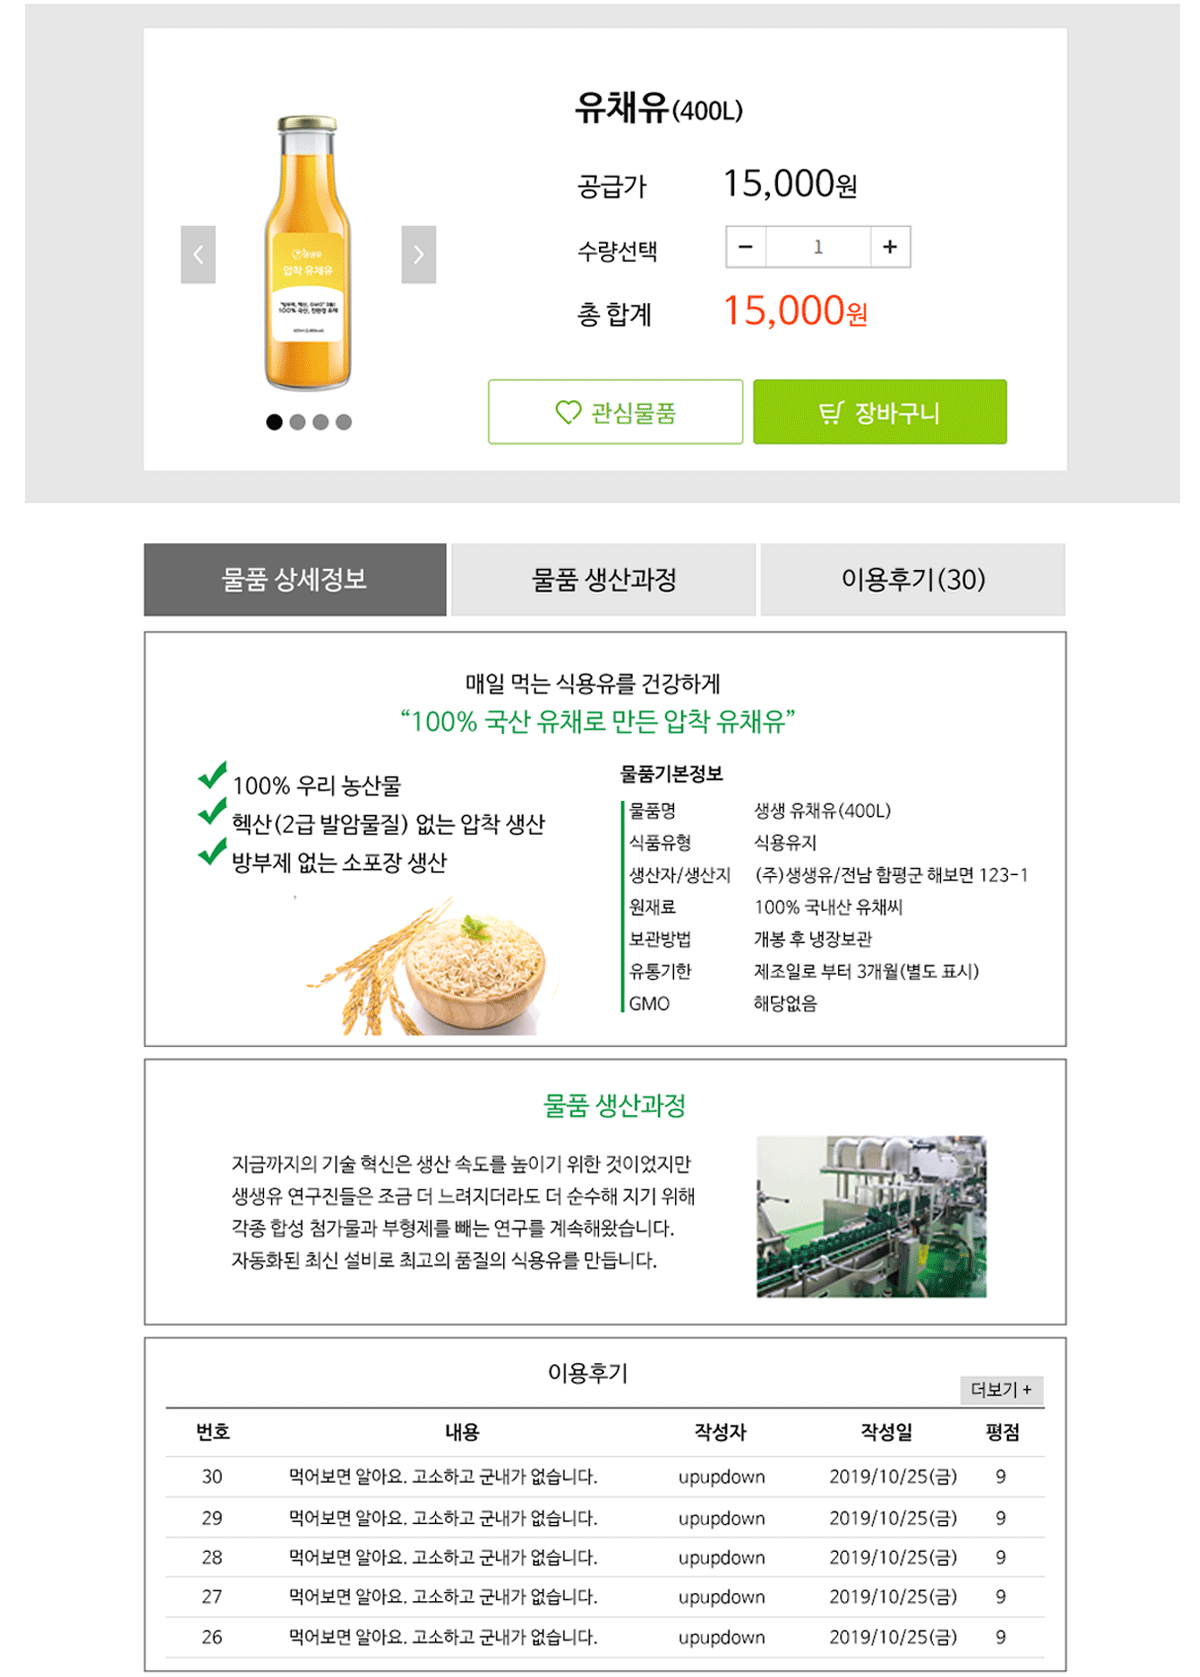 유채유(400L)
공급가 15,000원
수량선택 − 1 +
총 합계 15,000원
관심물품 장바구니
생생유
압착 유채유
100% 국산, 친환경 유채
물품 상세정보 물품 생산과정 이용후기(30)
매일 먹는 식용유를 건강하게
“100% 국산 유채로 만든 압착 유채유”
100% 우리 농산물
헥산(2급 발암물질) 없는 압착 생산
방부제 없는 소포장 생산
물품기본정보
물품명 생생 유채유(400L)
식품유형 식용유지
생산자/생산지 (주)생생유/전남 함평군 해보면 123-1
원재료 100% 국내산 유채씨
보관방법 개봉 후 냉장보관
유통기한 제조일로 부터 3개월(별도 표시)
GMO 해당없음
물품 생산과정
지금까지의 기술 혁신은 생산 속도를 높이기 위한 것이었지만
생생유 연구진들은 조금 더 느려지더라도 더 순수해 지기 위해
각종 합성 첨가물과 부형제를 빼는 연구를 계속해왔습니다.
자동화된 최신 설비로 최고의 품질의 식용유를 만듭니다.
이용후기
더보기 +
번호 내용 작성자 작성일 평점
30 먹어보면 알아요. 고소하고 군내가 없습니다. upupdown 2019/10/25(금) 9
29 먹어보면 알아요. 고소하고 군내가 없습니다. upupdown 2019/10/25(금) 9
28 먹어보면 알아요. 고소하고 군내가 없습니다. upupdown 2019/10/25(금) 9
27 먹어보면 알아요. 고소하고 군내가 없습니다. upupdown 2019/10/25(금) 9
26 먹어보면 알아요. 고소하고 군내가 없습니다. upupdown 2019/10/25(금) 9